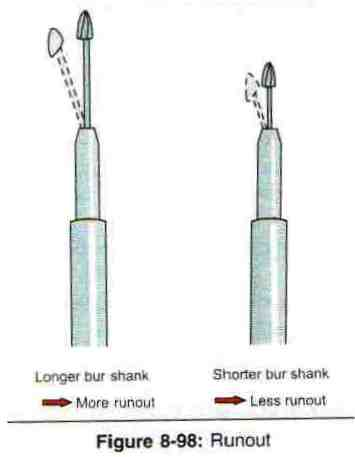 Longer bur shank
More runout
Shorter bur shank
Less runout
Figure 8-98: Runout